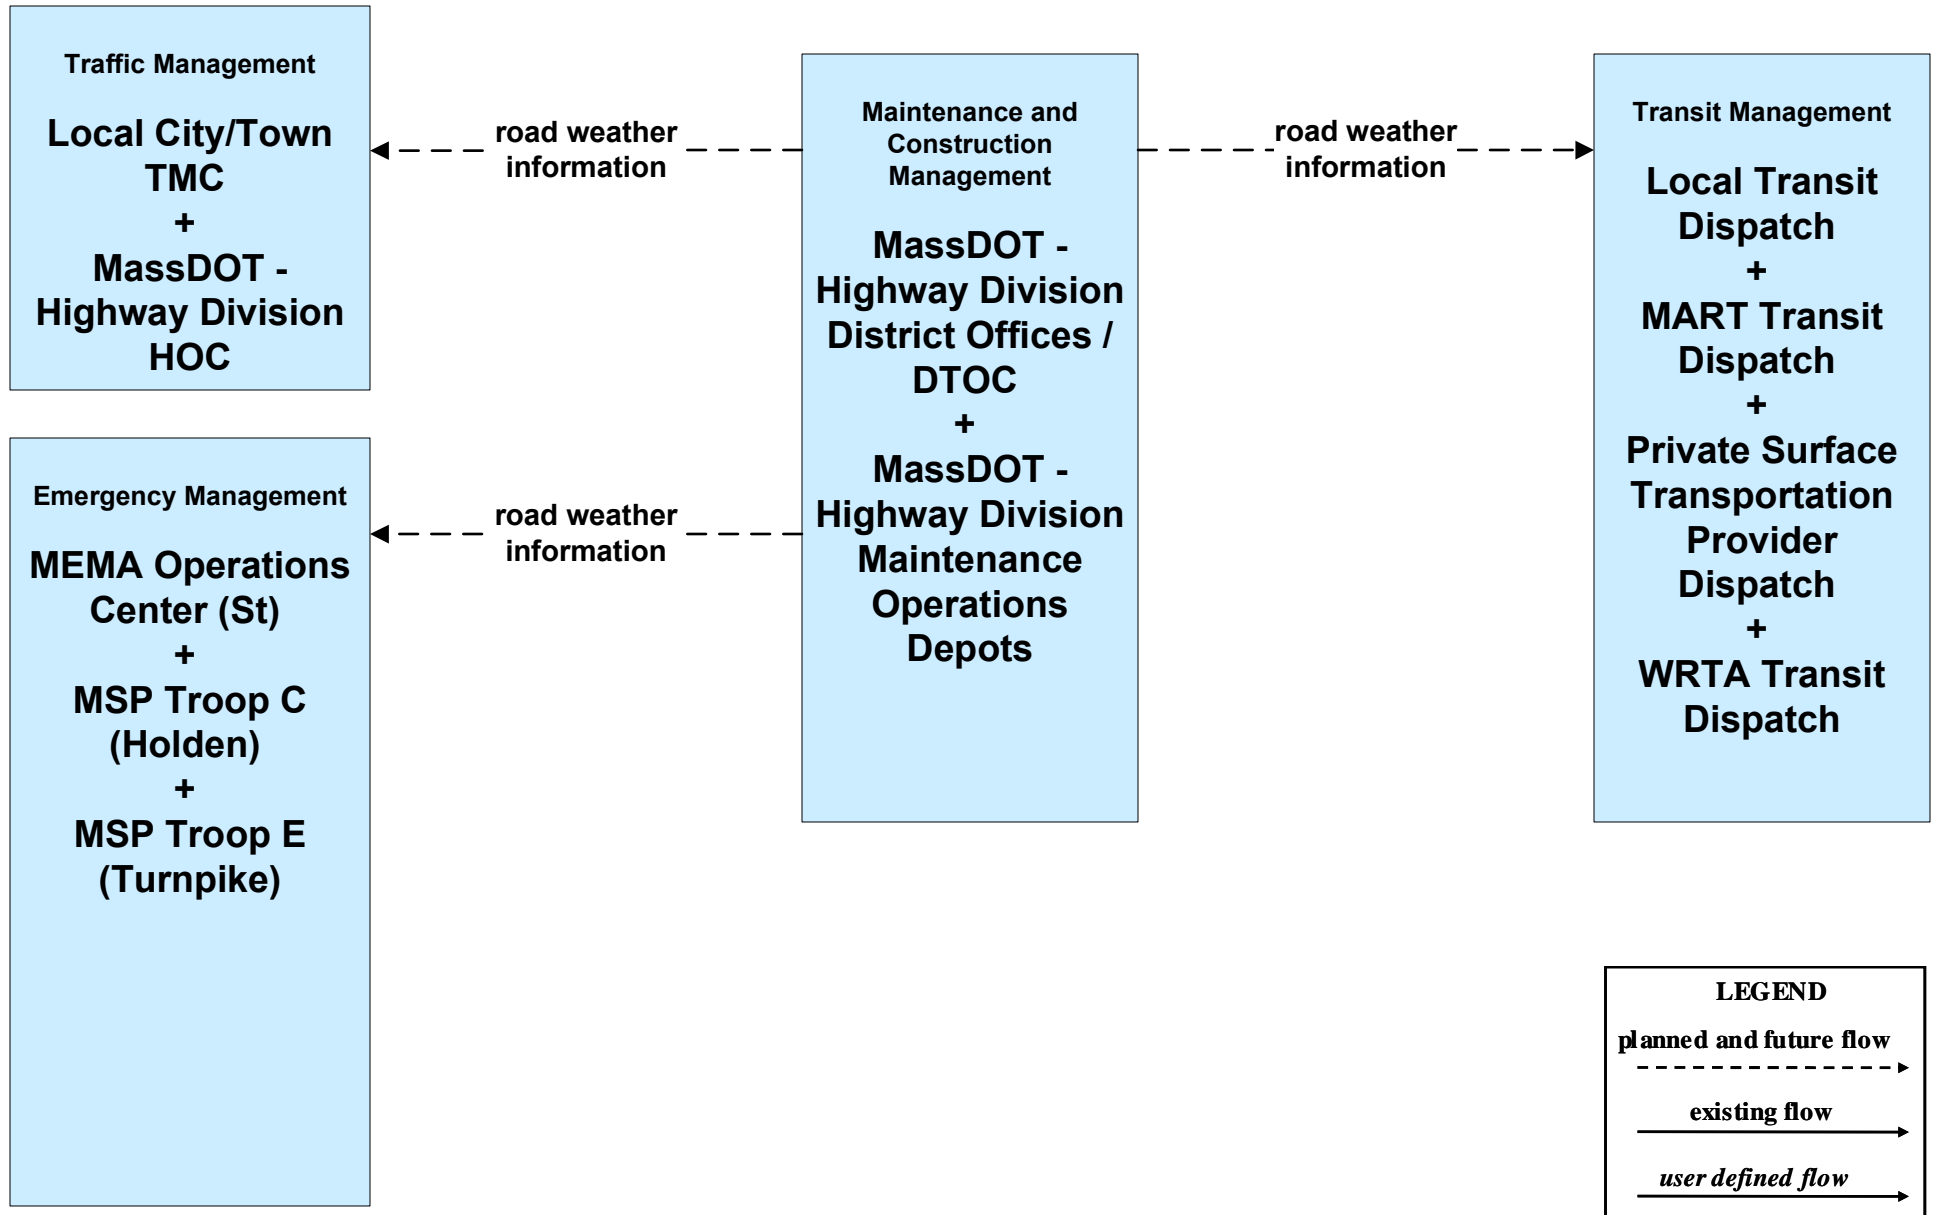 Traffic Management
Local City/Town
TMC
+
MassDOT -
Highway Division
HOC
road weather
information
Maintenance and
Construction
Management
MassDOT -
Highway Division
District Offices /
DTOC
+
MassDOT -
Highway Division
Maintenance
Operations
Depots
road weather
information
Transit Management
Local Transit
Dispatch
+
MART Transit
Dispatch
+
Private Surface
Transportation
Provider
Dispatch
+
WRTA Transit
Dispatch
Emergency Management
MEMA Operations
Center (St)
+
MSP Troop C
(Holden)
+
MSP Troop E
(Turnpike)
road weather
information
LEGEND
planned and future flow
existing flow
user defined flow